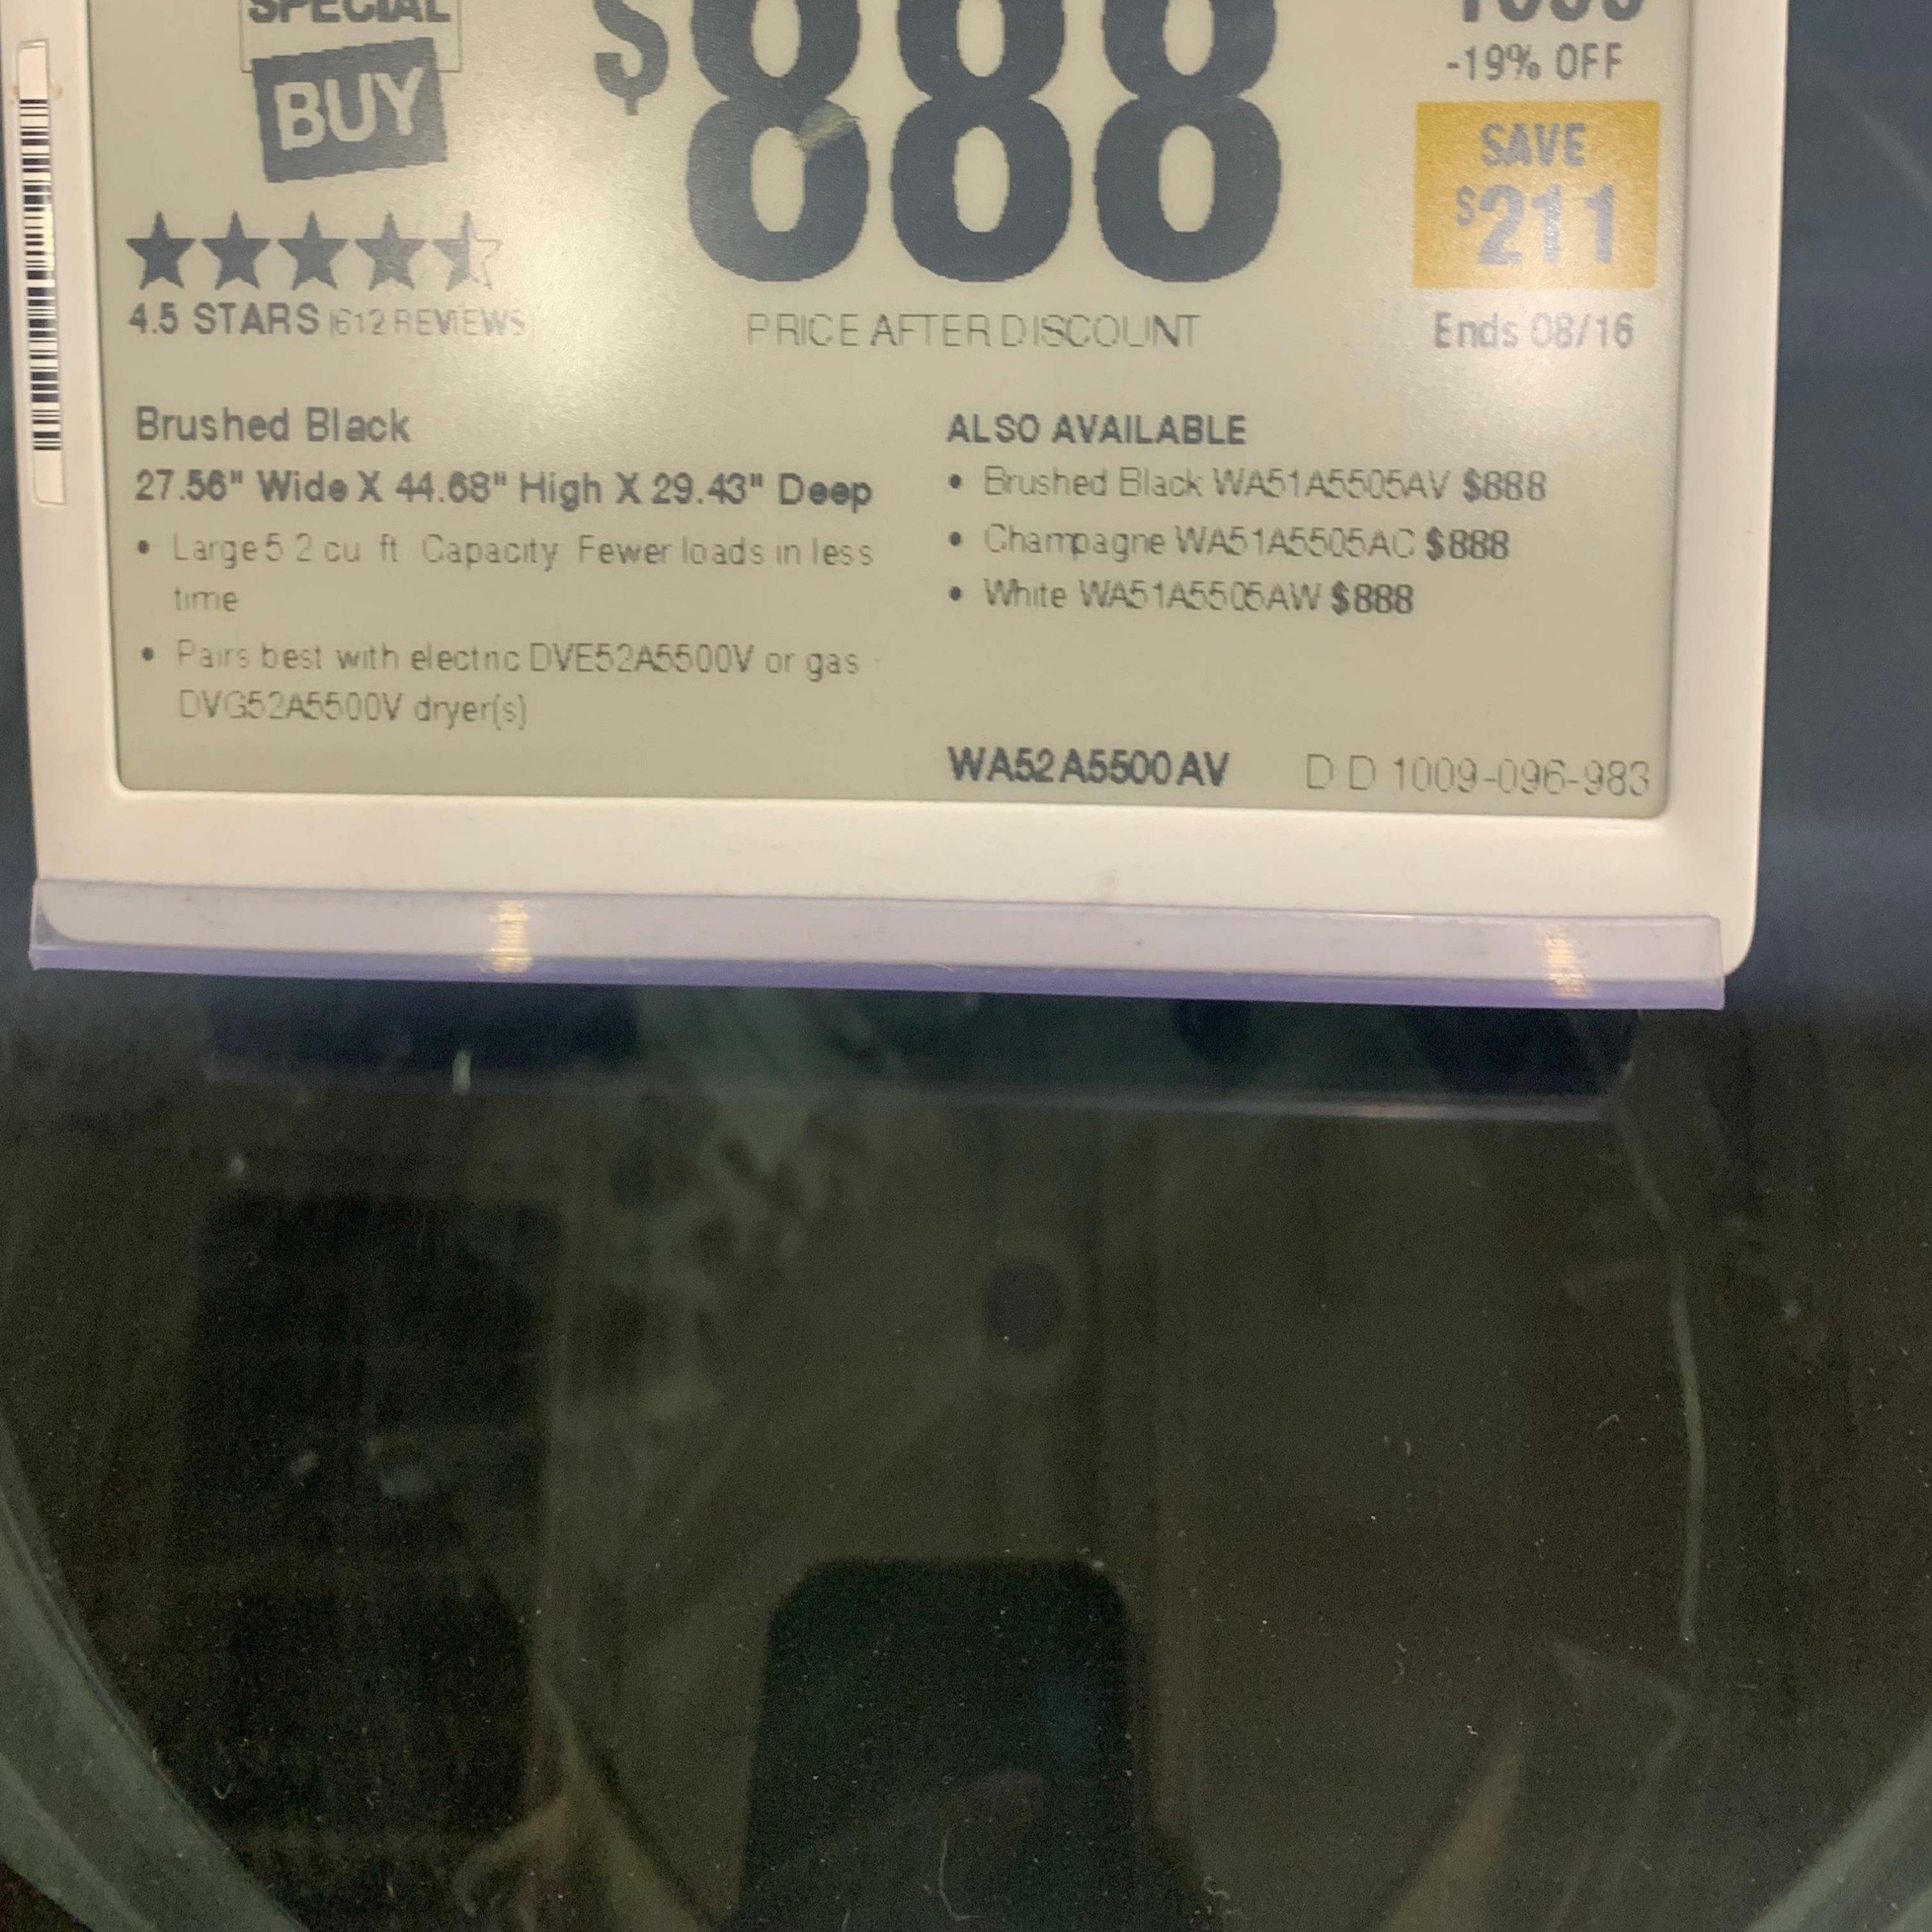 SPECIAL
BUY
$888
-19% OFF
SAVE
$211
4.5 STARS (612 REVIEWS)
PRICE AFTER DISCOUNT
Ends 08/16
Brushed Black
27.56" Wide X 44.68" High X 29.43" Deep
• Large 5 2 cu ft Capacity Fewer loads in less
time
• Pairs best with electric DVE52A5500V or gas
DVG52A5500V dryer(s)
ALSO AVAILABLE
• Brushed Black WA51A5505AV $888
• Champagne WA51A5505AC $888
• White WA51A5505AW $888
WA52A5500AV D D 1009-096-983